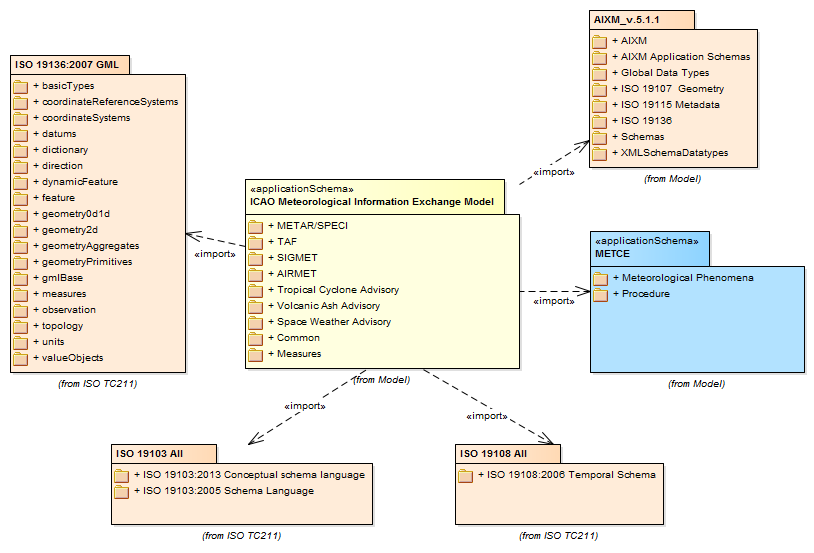 AIXM_v.5.1.1
+ AIXM
+ AIXM Application Schemas
+ Global Data Types
+ ISO 19107  Geometry
+ ISO 19115 Metadata
+ ISO 19136
+ Schemas
+ XMLSchemaDatatypes
(from Model)
ISO 19136:2007 GML
+ basicTypes
+ coordinateReferenceSystems
+ coordinateSystems
+ datums
+ dictionary
+ direction
+ dynamicFeature
+ feature
+ geometry0d1d
+ geometry2d
+ geometryAggregates
+ geometryPrimitives
+ gmlBase
+ measures
+ observation
+ topology
+ units
+ valueObjects
(from ISO TC211)
«import»
«import»
«applicationSchema»
ICAO Meteorological Information Exchange Model
+ METAR/SPECI
+ TAF
+ SIGMET
+ AIRMET
+ Tropical Cyclone Advisory
+ Volcanic Ash Advisory
+ Space Weather Advisory
+ Common
+ Measures
(from Model)
«import»
«applicationSchema»
METCE
+ Meteorological Phenomena
+ Procedure
(from Model)
«import»
«import»
ISO 19103 All
+ ISO 19103:2013 Conceptual schema language
+ ISO 19103:2005 Schema Language
(from ISO TC211)
ISO 19108 All
+ ISO 19108:2006 Temporal Schema
(from ISO TC211)